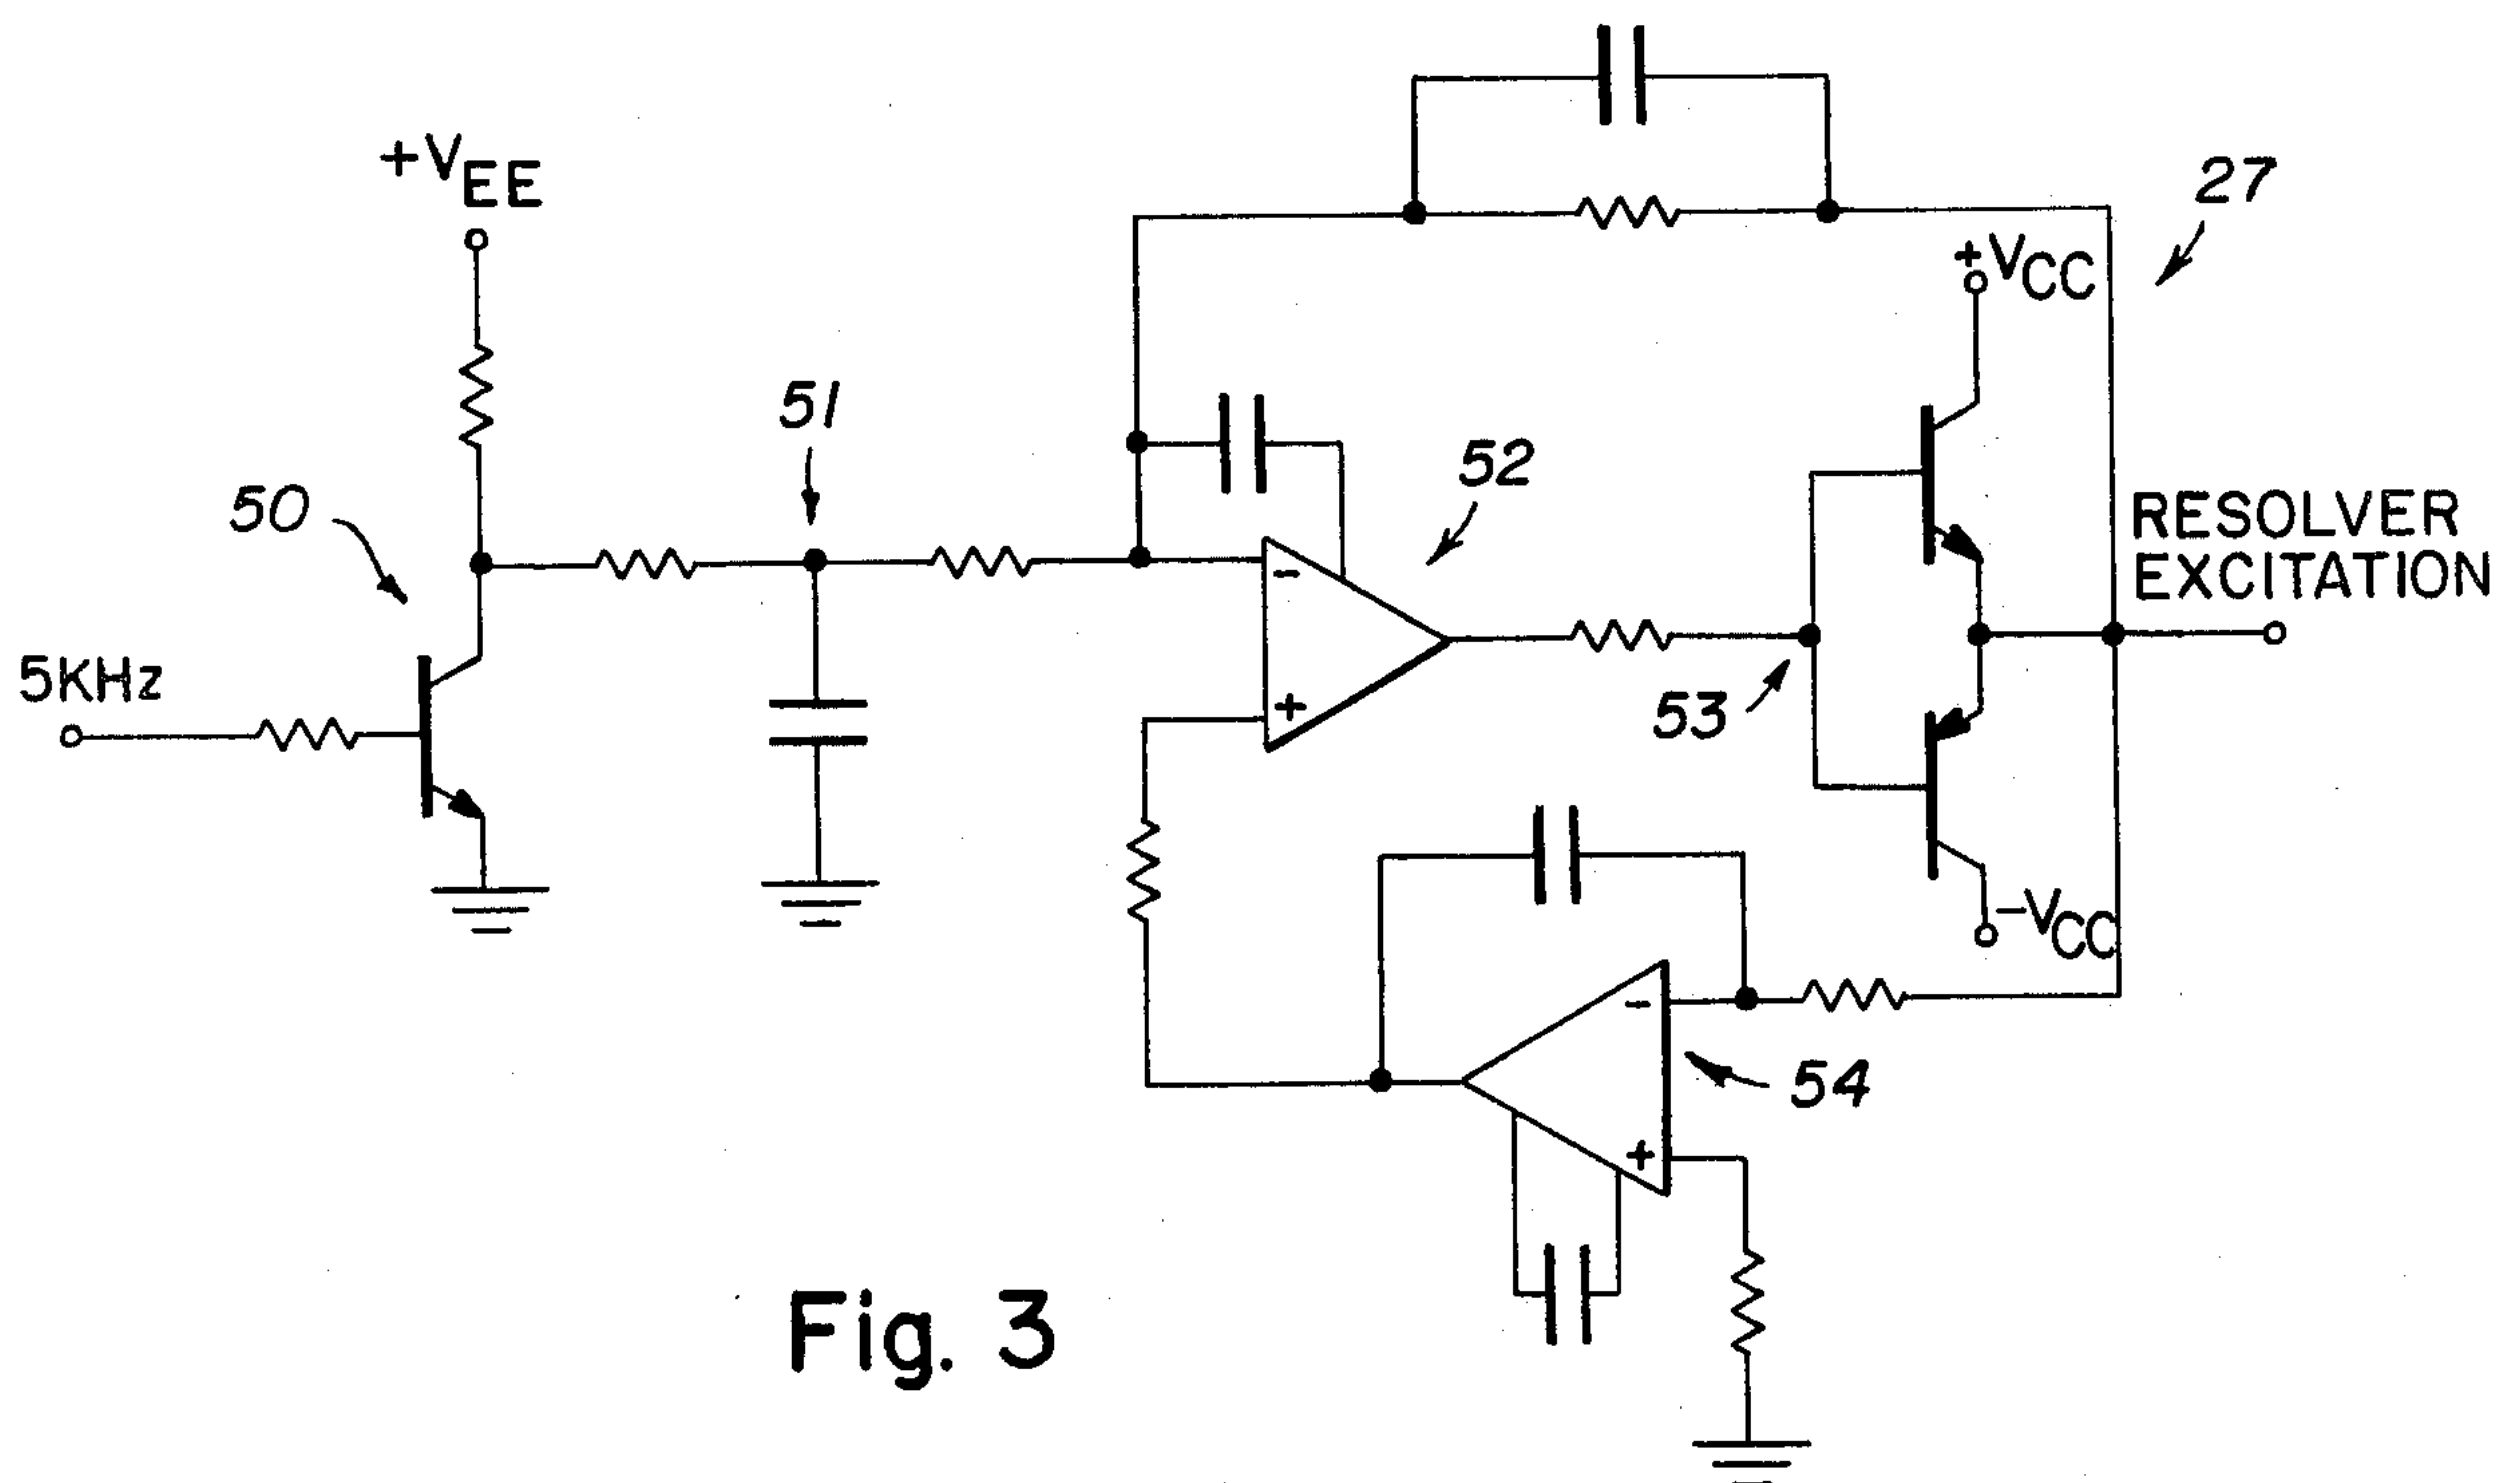 +VEE
27
+VCC
51
52
50
RESOLVER
EXCITATION
5KHz
-
+
53
-VCC
-
54
+
Fig. 3